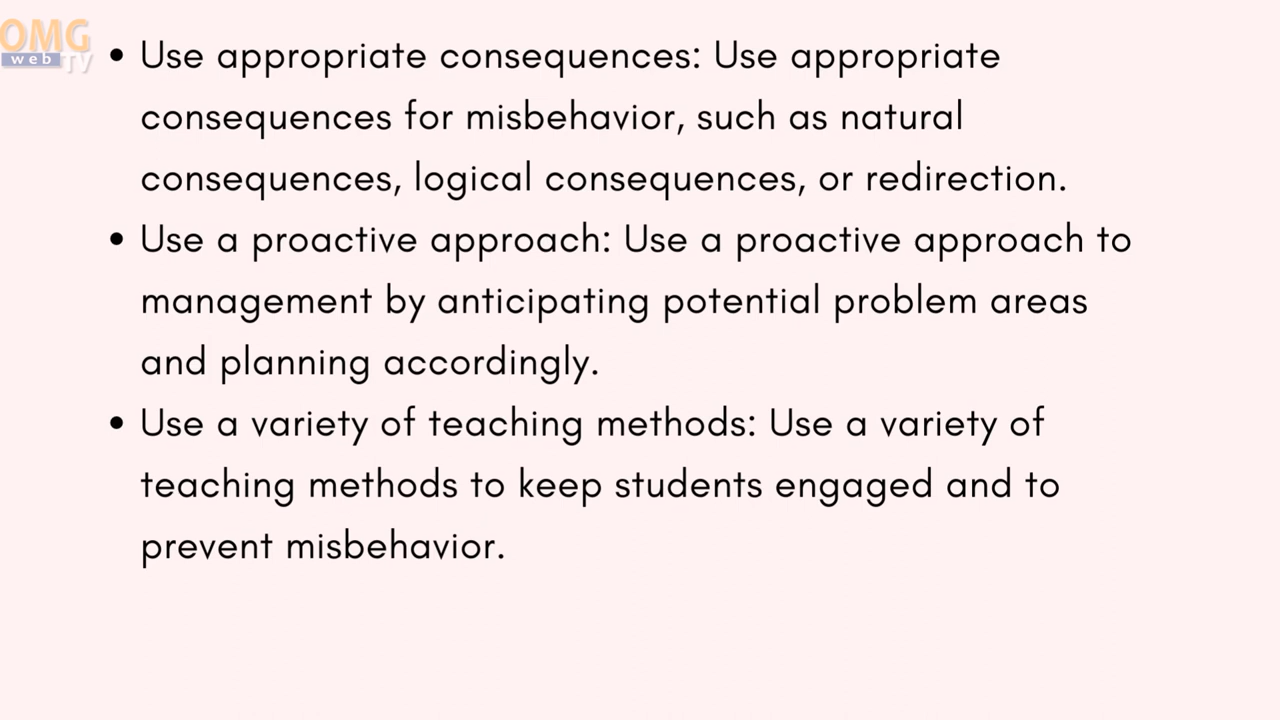 OMG
web TV
• Use appropriate consequences: Use appropriate
consequences for misbehavior, such as natural
consequences, logical consequences, or redirection.
• Use a proactive approach: Use a proactive approach to
management by anticipating potential problem areas
and planning accordingly.
• Use a variety of teaching methods: Use a variety of
teaching methods to keep students engaged and to
prevent misbehavior.